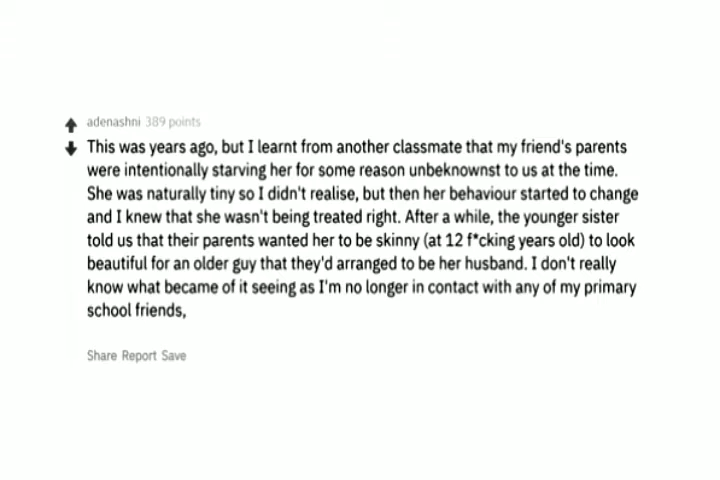 adenashni 389 points
This was years ago, but I learnt from another classmate that my friend's parents
were intentionally starving her for some reason unbeknownst to us at the time.
She was naturally tiny so I didn't realise, but then her behaviour started to change
and I knew that she wasn't being treated right. After a while, the younger sister
told us that their parents wanted her to be skinny (at 12 f*cking years old) to look
beautiful for an older guy that they'd arranged to be her husband. I don't really
know what became of it seeing as I'm no longer in contact with any of my primary
school friends,
Share Report Save